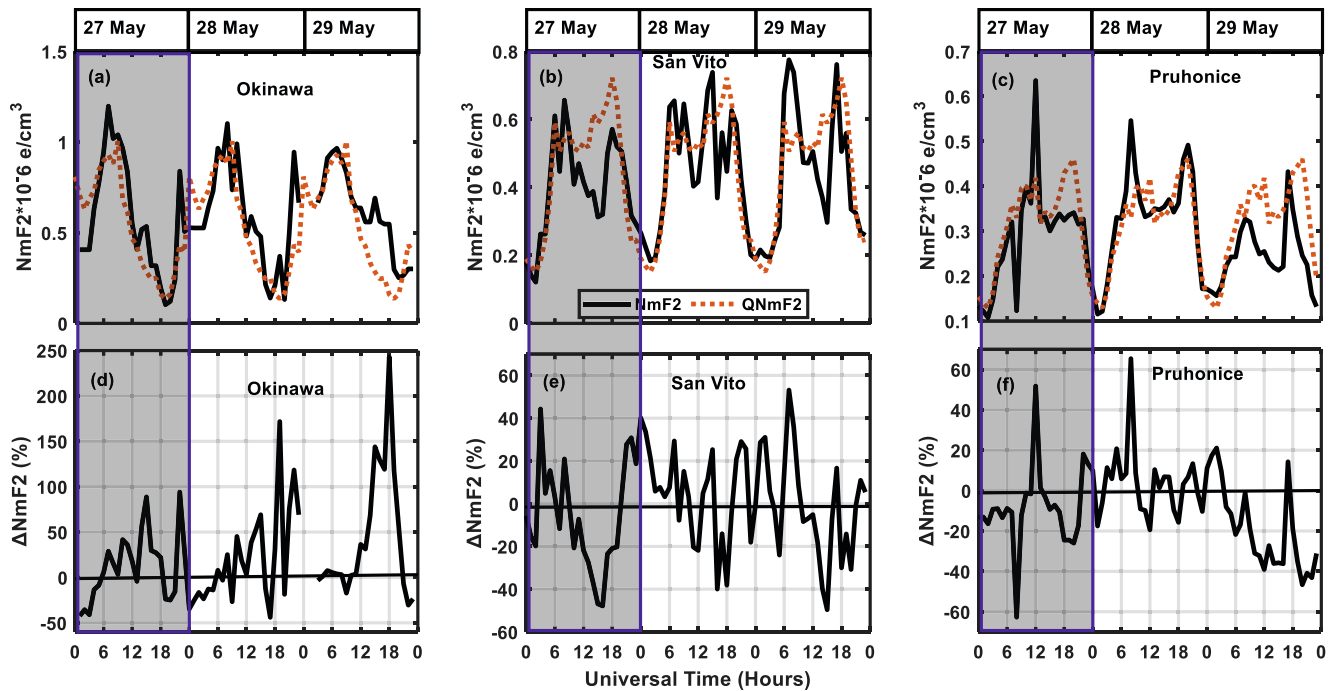 27 May 28 May 29 May 27 May 28 May 29 May 27 May 28 May 29 May
1.5 0.8 0.7
(a) Okinawa (b) San Vito (c) Pruhonice
NmF2*10^-6 e/cm³ NmF2*10^-6 e/cm³ NmF2*10^-6 e/cm³
1 0.6 0.6
0.5 0.4 0.5
0 0.2 0.4
0 0.3
0.2
0.1
NmF2 QNmF2
250 60 60
(d) Okinawa (e) San Vito (f) Pruhonice
ΔNmF2 (%) ΔNmF2 (%) ΔNmF2 (%)
200 40 40
150 20 20
100 0 0
50 -20 -20
0 -40 -40
-50 -60 -60
0 6 12 18 0 6 12 18 0 6 12 18 0 0 6 12 18 0 6 12 18 0 6 12 18 0 0 6 12 18 0 6 12 18 0 6 12 18 0
Universal Time (Hours)